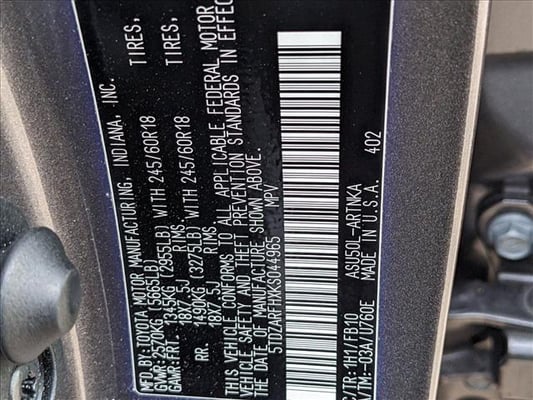 MFD.BY:TOYOTA MOTOR MANUFACTURING, INDIANA, INC.
GWVR:2570KG (5665LB)
GAWR:FRT. 1345KG (2955LB) WITH 245/60R18 TIRES,
18X7.5J RIMS
RR. 1490KG (3275LB) WITH 245/60R18 TIRES,
18X7.5J RIMS
THIS VEHICLE CONFORMS TO ALL APPLICABLE FEDERAL MOTOR
VEHICLE SAFETY AND THEFT PREVENTION STANDARDS IN EFFECT
ON THE DATE OF MANUFACTURE SHOWN ABOVE.
5TDZARFHXKS044965 MPV
C/TR: 1H1/FB10 ASU50L-ARTNKA 402
A/TM:-03A/UD760E MADE IN U.S.A.